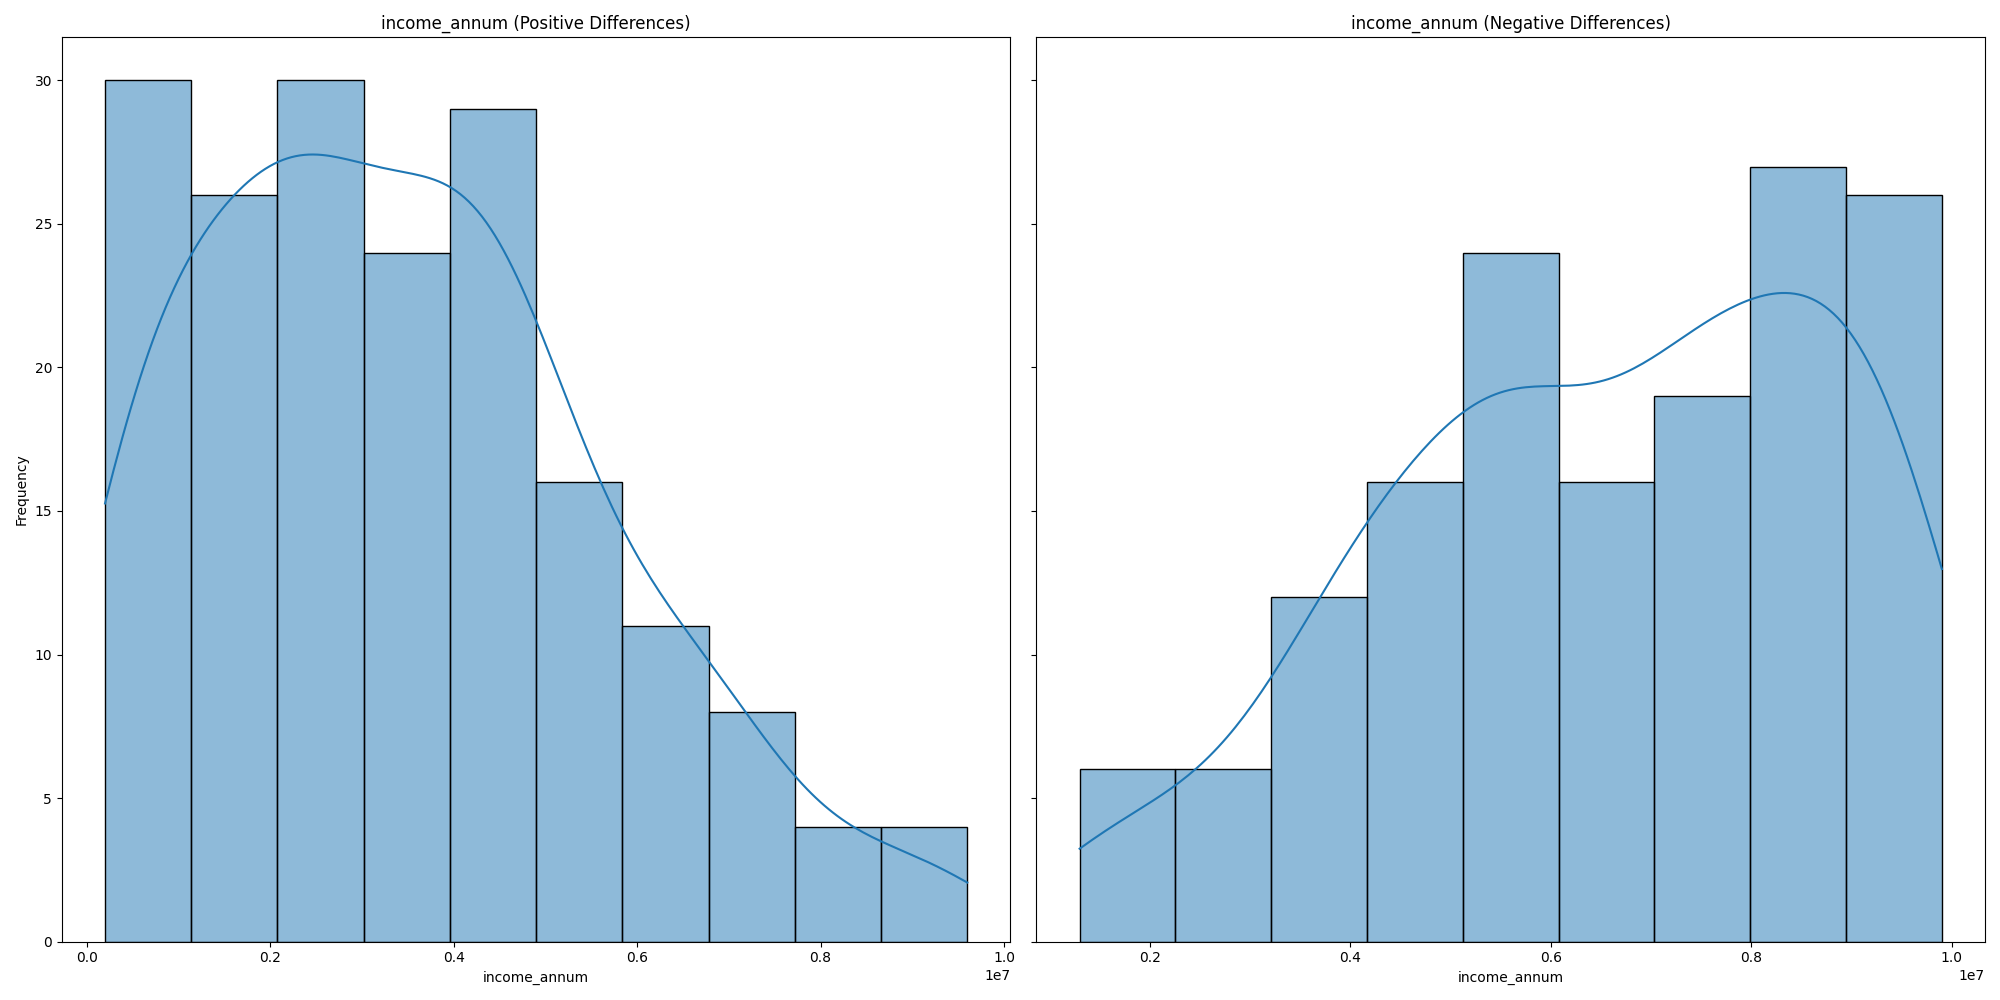 income_annum (Positive Differences)
income_annum (Negative Differences)
30
25
20
15
10
5
0
Frequency
0.0 0.2 0.4 0.6 0.8 1.0
1e7
income_annum
0.2 0.4 0.6 0.8 1.0
1e7
income_annum